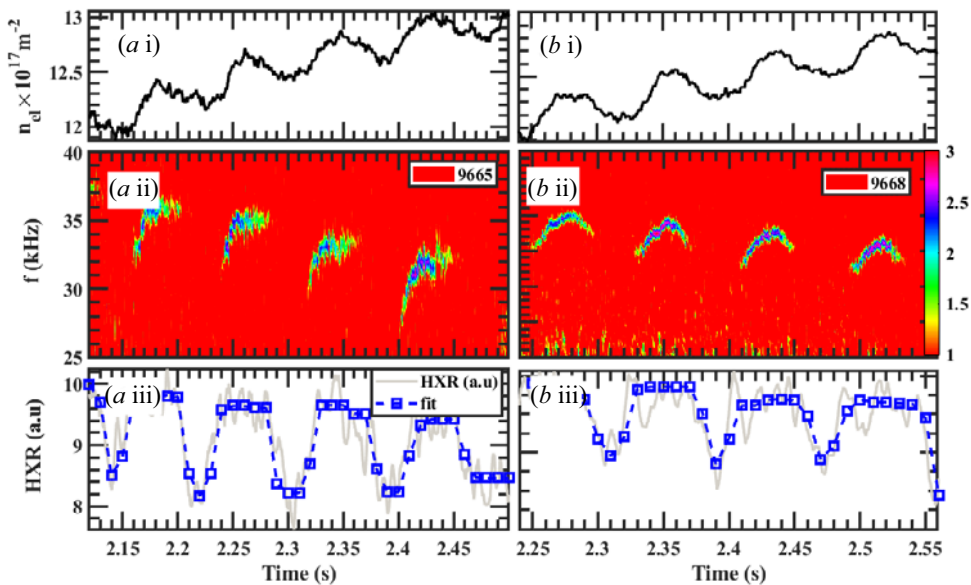 (a i)
(b i)
n_el × 10^17 m^-2
13
12.5
12
(a ii)
9665
(b ii)
9668
f (kHz)
40
35
31
25
3
2.5
2
1.5
1
(a iii)
HXR (a.u)
fit
(b iii)
HXR (a.u)
10
9
8
2.15 2.2 2.25 2.3 2.35 2.4 2.45
2.25 2.3 2.35 2.4 2.45 2.5 2.55
Time (s)
Time (s)